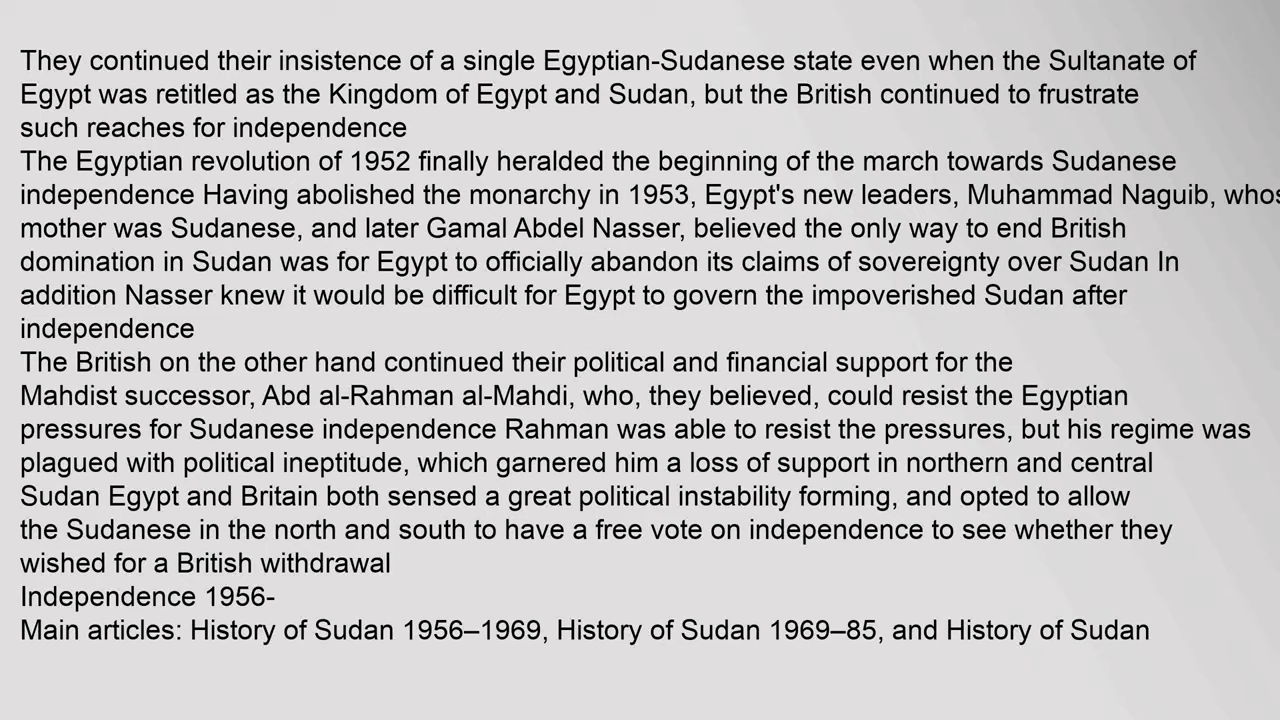 They continued their insistence of a single Egyptian-Sudanese state even when the Sultanate of
Egypt was retitled as the Kingdom of Egypt and Sudan, but the British continued to frustrate
such reaches for independence
The Egyptian revolution of 1952 finally heralded the beginning of the march towards Sudanese
independence Having abolished the monarchy in 1953, Egypt's new leaders, Muhammad Naguib, whos
mother was Sudanese, and later Gamal Abdel Nasser, believed the only way to end British
domination in Sudan was for Egypt to officially abandon its claims of sovereignty over Sudan In
addition Nasser knew it would be difficult for Egypt to govern the impoverished Sudan after
independence
The British on the other hand continued their political and financial support for the
Mahdist successor, Abd al-Rahman al-Mahdi, who, they believed, could resist the Egyptian
pressures for Sudanese independence Rahman was able to resist the pressures, but his regime was
plagued with political ineptitude, which garnered him a loss of support in northern and central
Sudan Egypt and Britain both sensed a great political instability forming, and opted to allow
the Sudanese in the north and south to have a free vote on independence to see whether they
wished for a British withdrawal
Independence 1956-
Main articles: History of Sudan 1956–1969, History of Sudan 1969–85, and History of Sudan